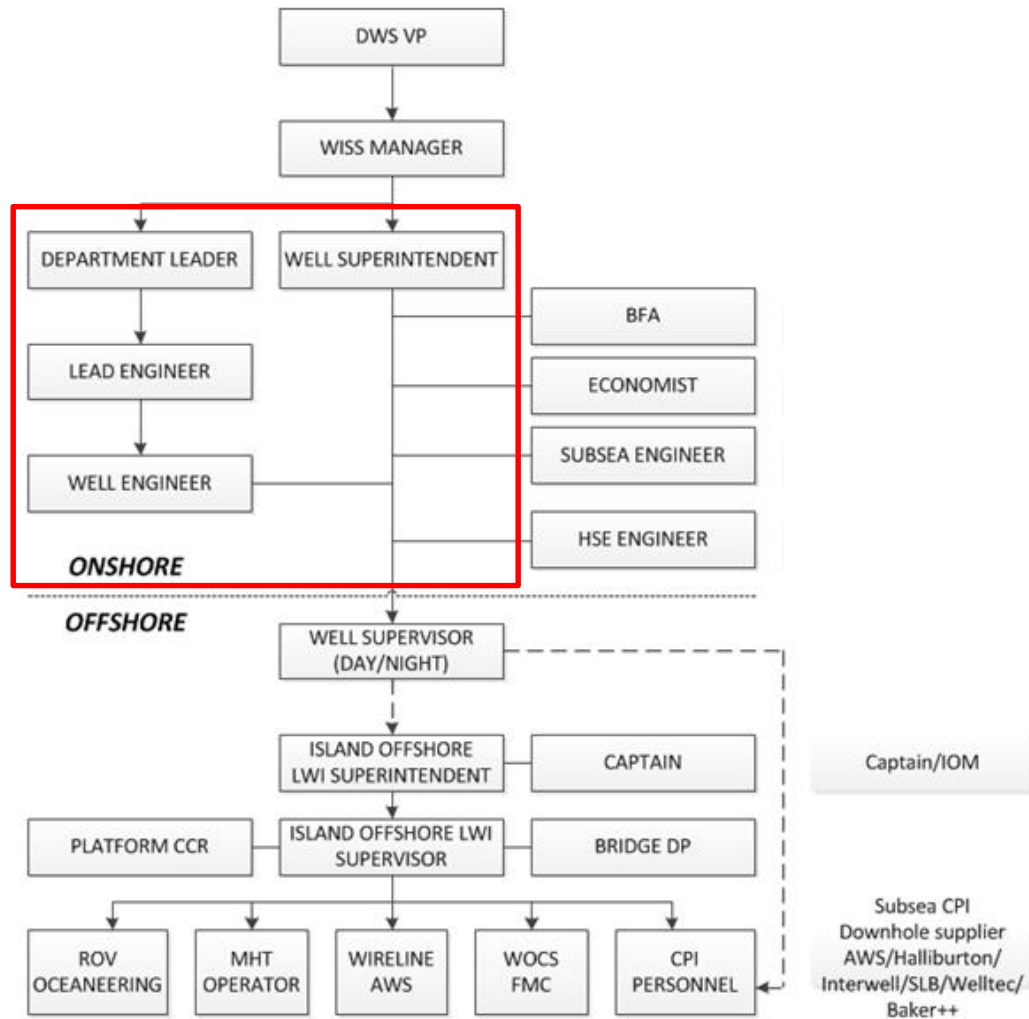 DWS VP
WISS MANAGER
DEPARTMENT LEADER
WELL SUPERINTENDENT
BFA
LEAD ENGINEER
ECONOMIST
SUBSEA ENGINEER
WELL ENGINEER
HSE ENGINEER
ONSHORE
OFFSHORE
WELL SUPERVISOR
(DAY/NIGHT)
ISLAND OFFSHORE
LWI SUPERINTENDENT
CAPTAIN
Captain/IOM
PLATFORM CCR
ISLAND OFFSHORE LWI
SUPERVISOR
BRIDGE DP
ROV
OCEANEERING
MHT
OPERATOR
WIRELINE
AWS
WOCS
FMC
CPI
PERSONNEL
Subsea CPI
Downhole supplier
AWS/Halliburton/
Interwell/SLB/Welltec/
Baker++